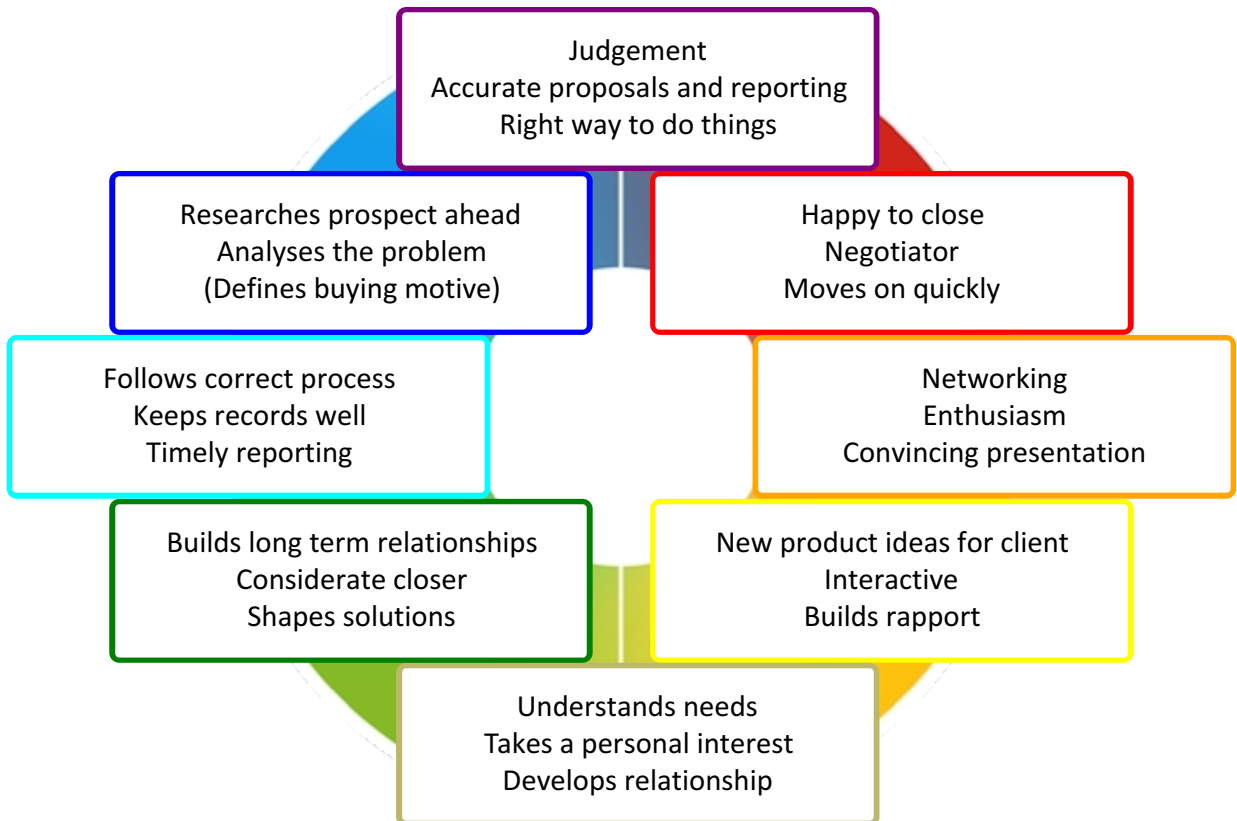 Judgement
Accurate proposals and reporting
Right way to do things
Researches prospect ahead
Analyses the problem
(Defines buying motive)
Happy to close
Negotiator
Moves on quickly
Follows correct process
Keeps records well
Timely reporting
Networking
Enthusiasm
Convincing presentation
Builds long term relationships
Considerate closer
Shapes solutions
New product ideas for client
Interactive
Builds rapport
Understands needs
Takes a personal interest
Develops relationship